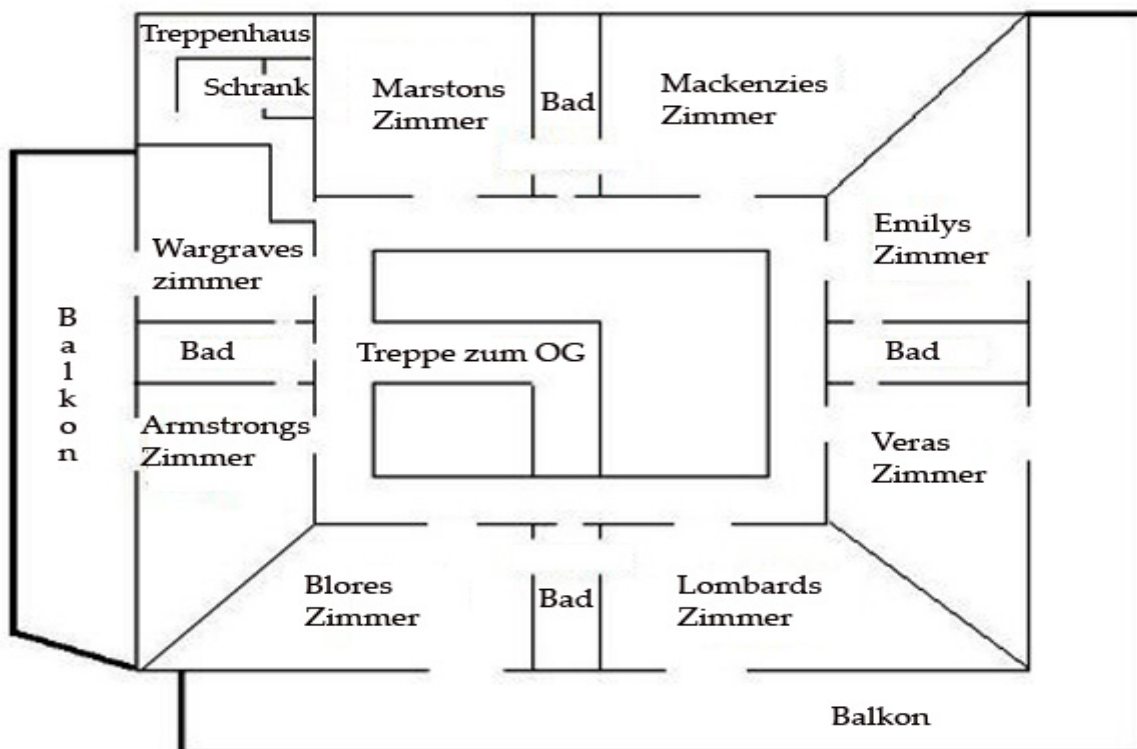 Treppenhaus
Schrank
Marstons
Zimmer
Bad
Mackenzies
Zimmer
Wargraves
zimmer
Emilys
Zimmer
Balkon
Bad
Treppe zum OG
Bad
Armstrongs
Zimmer
Veras
Zimmer
Blores
Zimmer
Bad
Lombards
Zimmer
Balkon